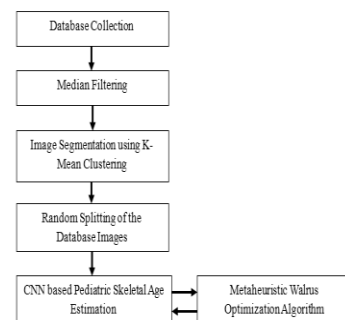 Database Collection
Median Filtering
Image Segmentation using K-
Mean Clustering
Random Splitting of the
Database Images
CNN based Pediatric Skeletal Age
Estimation
Metaheuristic Walrus
Optimization Algorithm